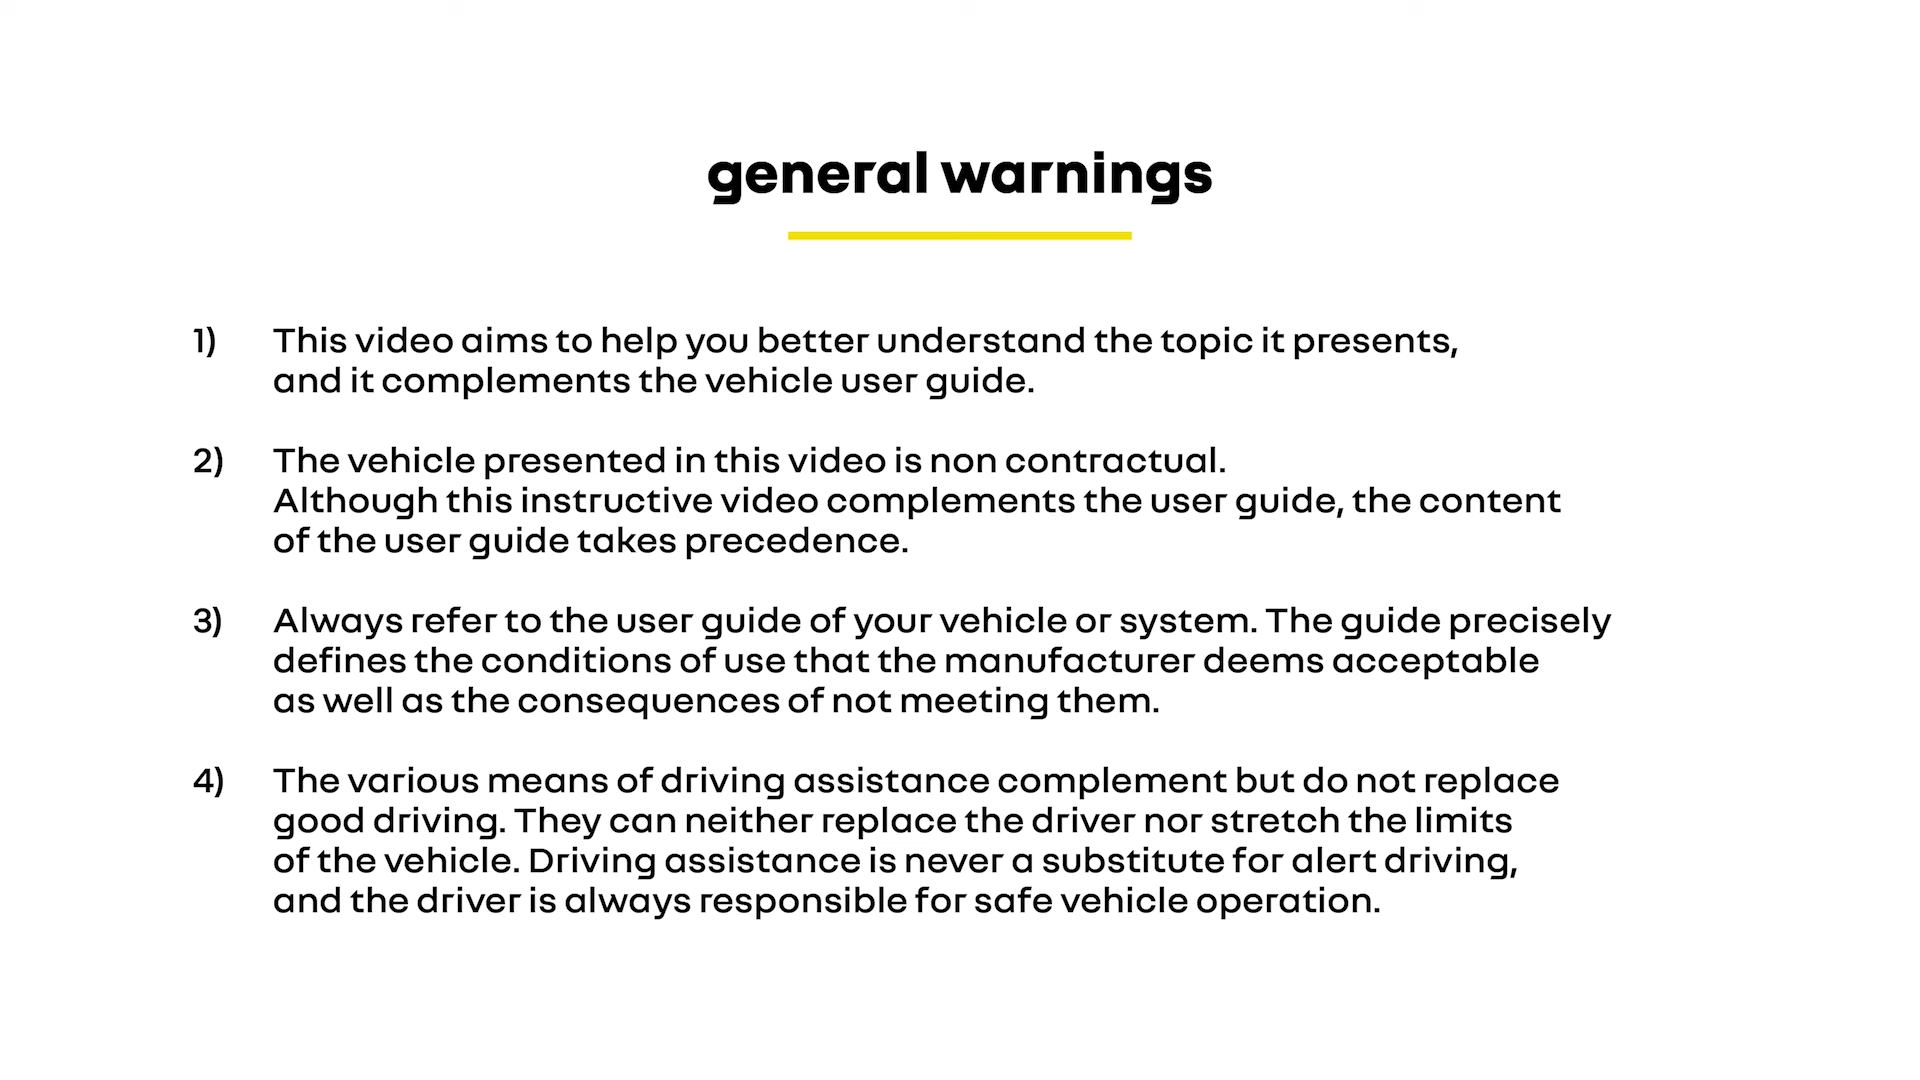 general warnings
1) This video aims to help you better understand the topic it presents,
and it complements the vehicle user guide.
2) The vehicle presented in this video is non contractual.
Although this instructive video complements the user guide, the content
of the user guide takes precedence.
3) Always refer to the user guide of your vehicle or system. The guide precisely
defines the conditions of use that the manufacturer deems acceptable
as well as the consequences of not meeting them.
4) The various means of driving assistance complement but do not replace
good driving. They can neither replace the driver nor stretch the limits
of the vehicle. Driving assistance is never a substitute for alert driving,
and the driver is always responsible for safe vehicle operation.